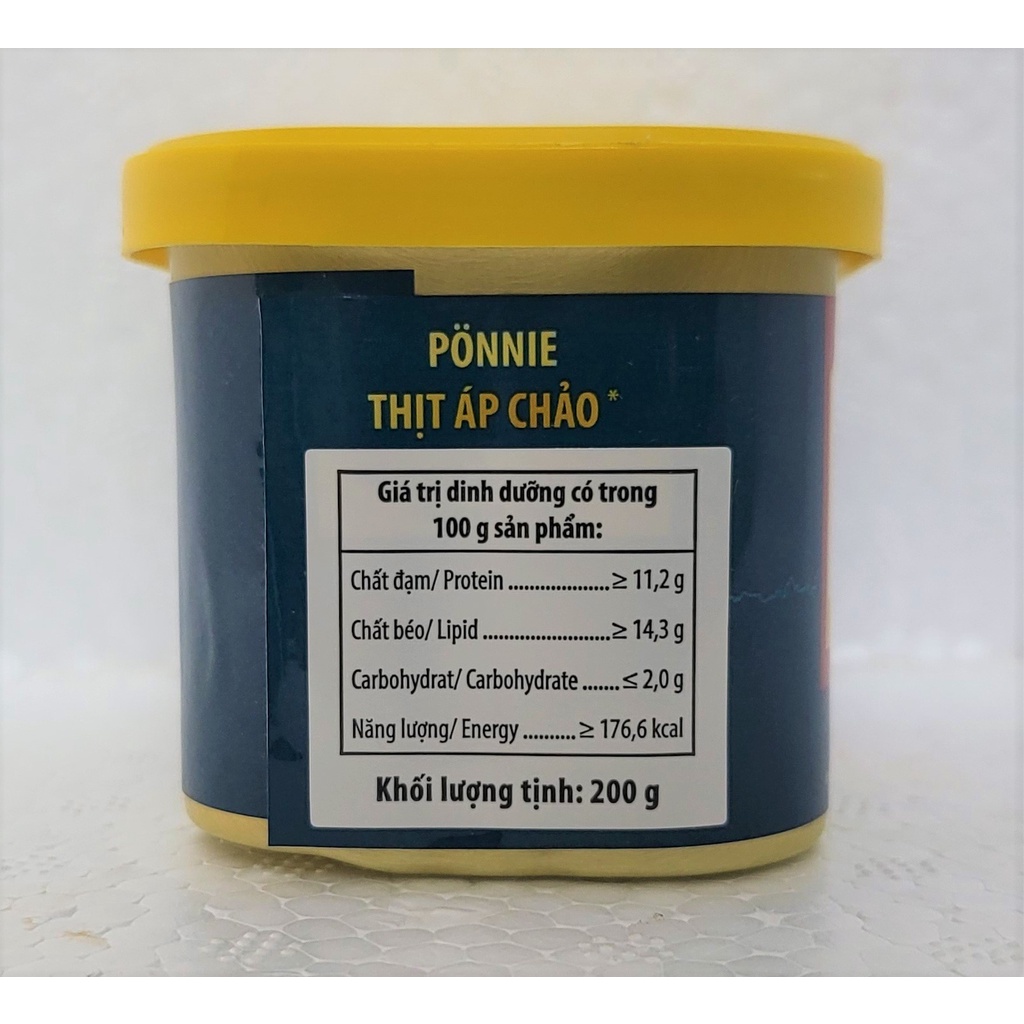 PÖNNIE
THỊT ÁP CHẢO*
Giá trị dinh dưỡng có trong
100 g sản phẩm:
Chất đạm/ Protein ...................≥ 11,2 g
Chất béo/ Lipid ........................≥ 14,3 g
Carbohydrat/ Carbohydrate .......≤ 2,0 g
Năng lượng/ Energy ..........≥ 176,6 kcal
Khối lượng tịnh: 200 g